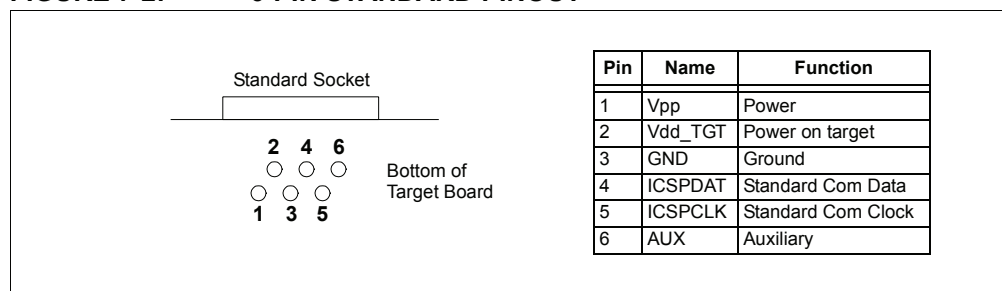 Standard Socket
2 4 6
Bottom of
Target Board
1 3 5
Pin Name Function
1 Vpp Power
2 Vdd_TGT Power on target
3 GND Ground
4 ICSPDAT Standard Com Data
5 ICSPCLK Standard Com Clock
6 AUX Auxiliary